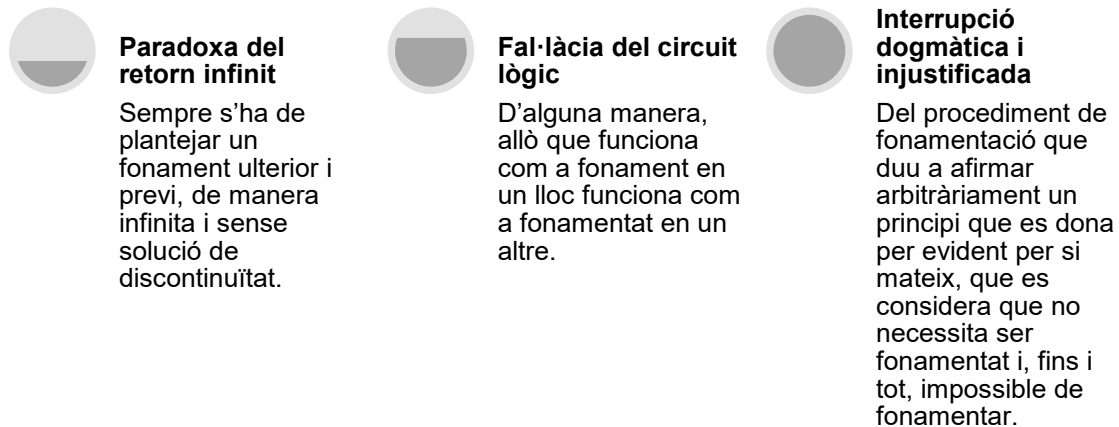 Paradoxa del
retorn infinit
Sempre s’ha de
plantejar un
fonament ulterior i
previ, de manera
infinita i sense
solució de
discontinuïtat.
Fal·làcia del circuit
lògic
D’alguna manera,
allò que funciona
com a fonament en
un lloc funciona com
a fonamentat en un
altre.
Interrupció
dogmàtica i
injustificada
Del procediment de
fonamentació que
duu a afirmar
arbitràriament un
principi que es dona
per evident per si
mateix, que es
considera que no
necessita ser
fonamentat i, fins i
tot, impossible de
fonamentar.